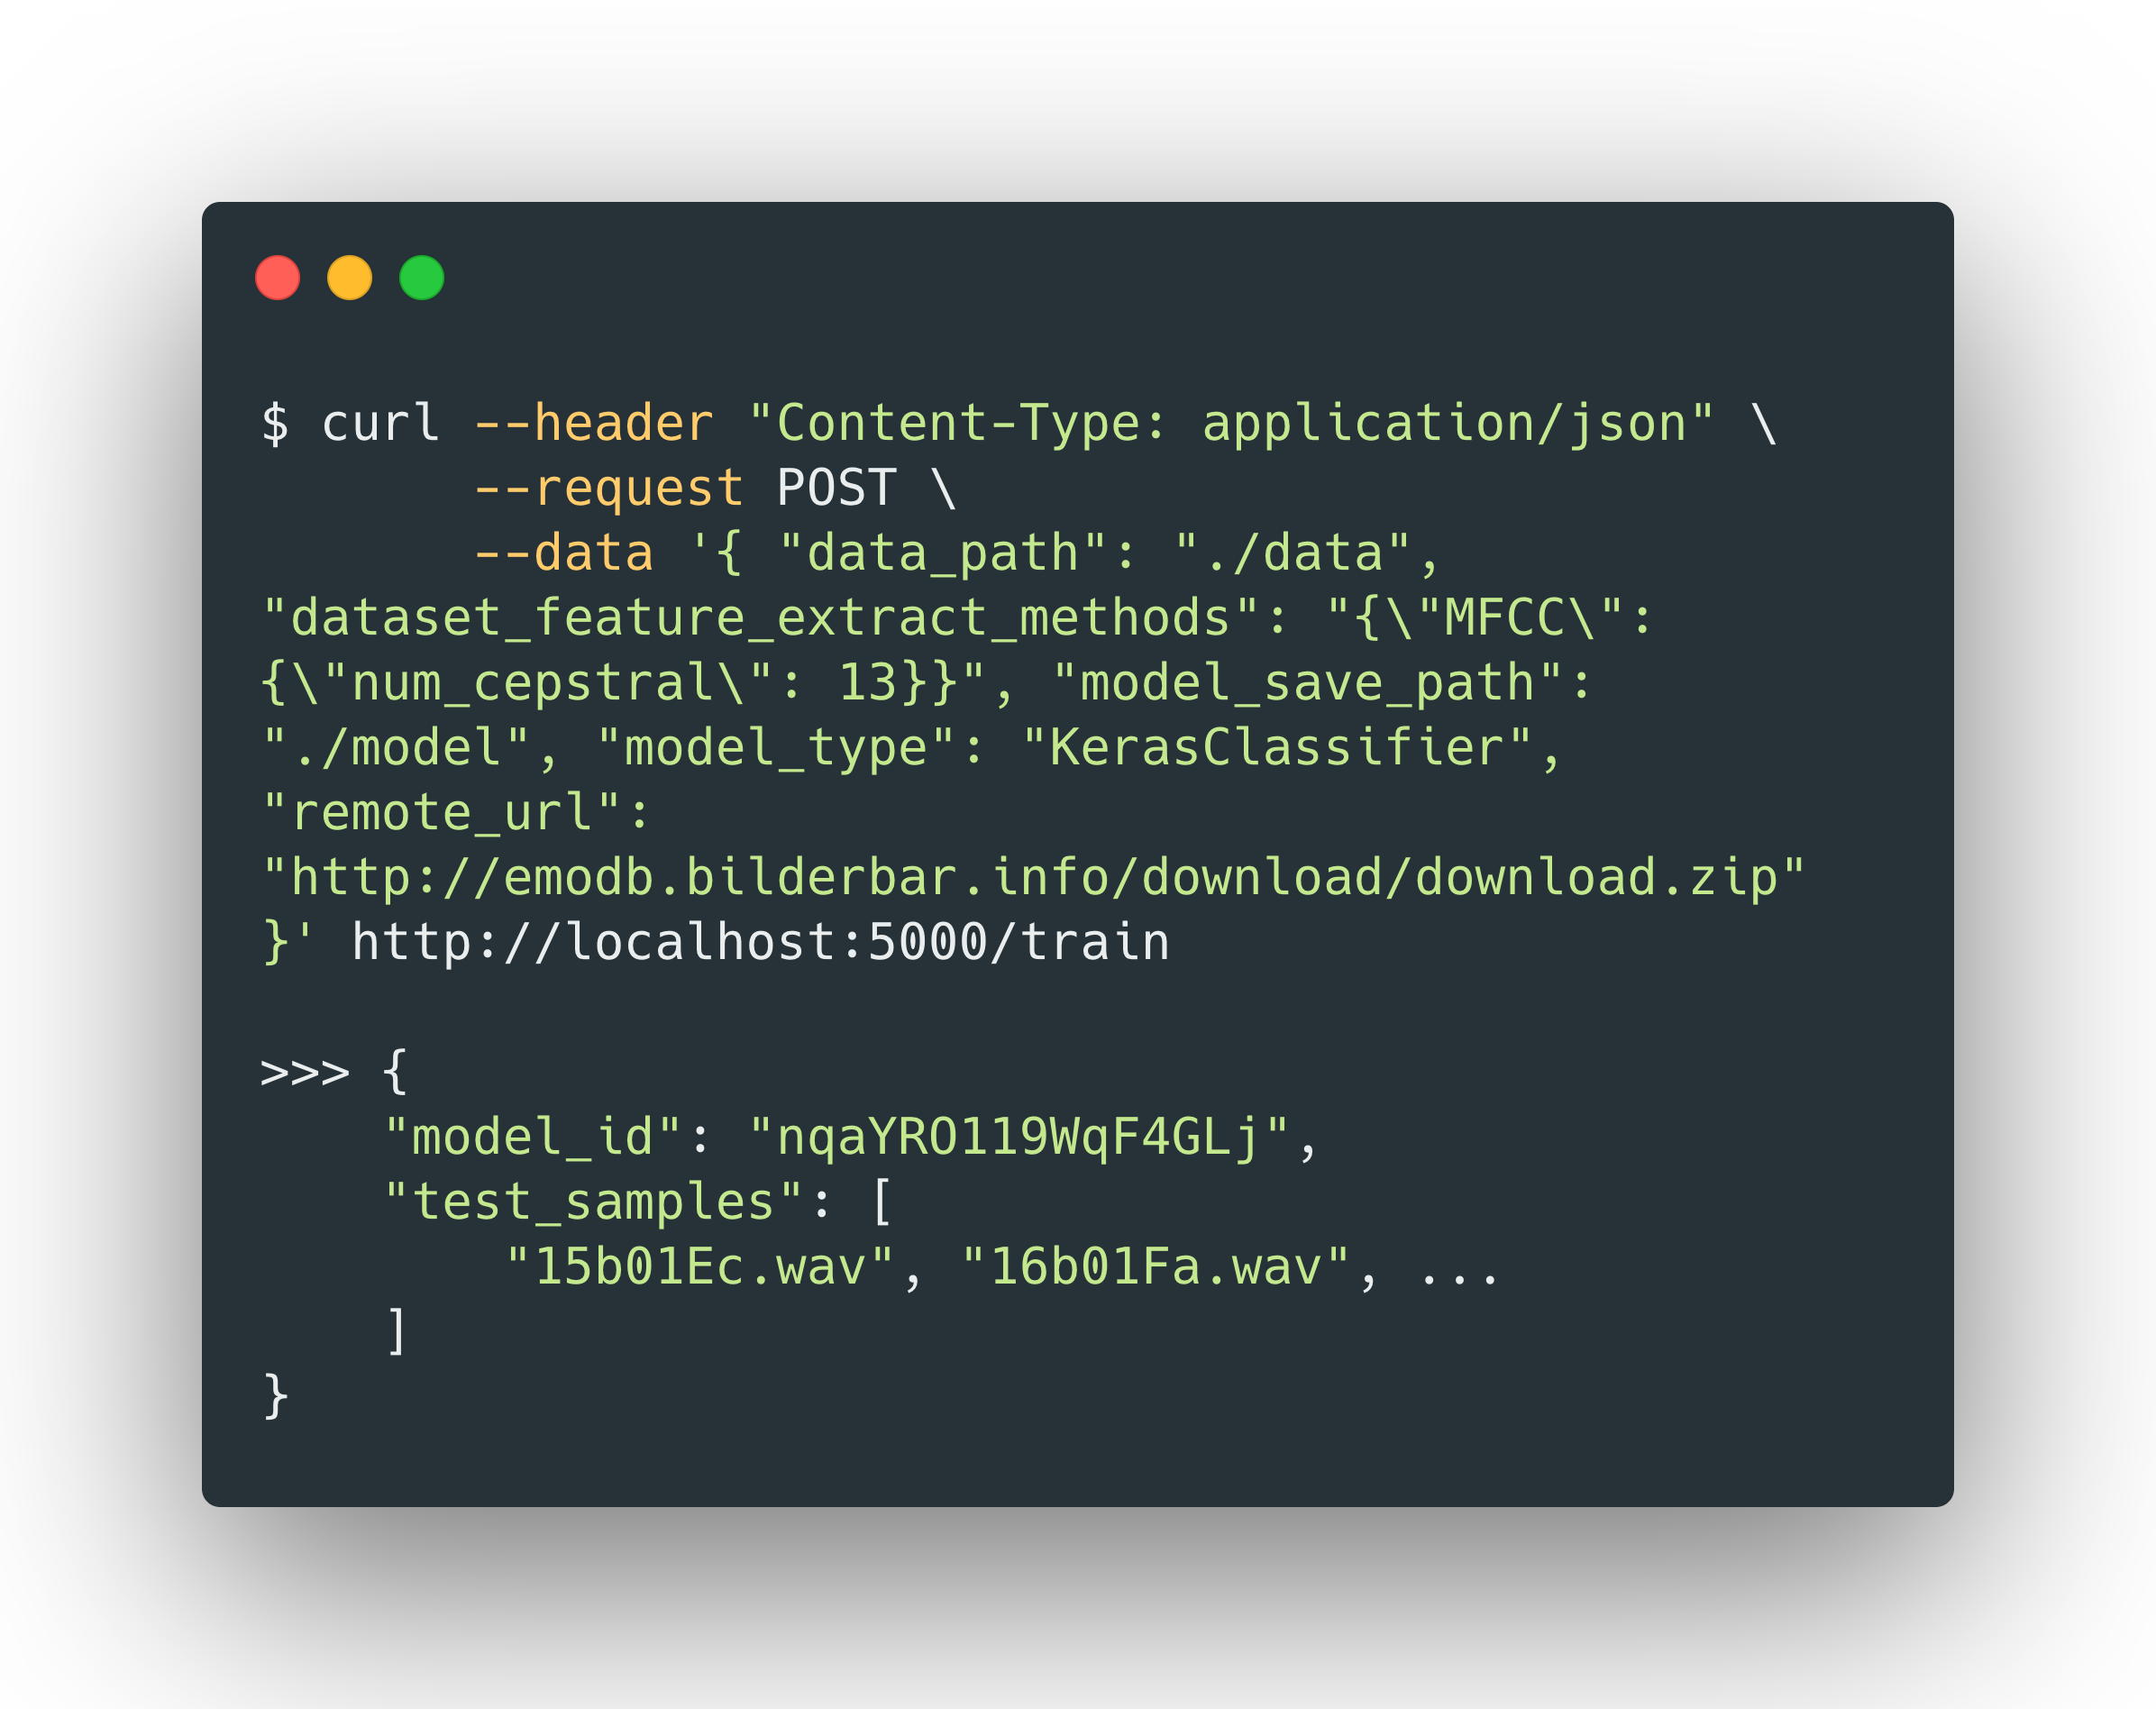 $ curl --header "Content-Type: application/json" \
--request POST \
--data '{ "data_path": "./data",
"dataset_feature_extract_methods": "{\"MFCC\":
{\"num_cepstral\": 13}}", "model_save_path":
"./model", "model_type": "KerasClassifier",
"remote_url":
"http://emodb.bilderbar.info/download/download.zip"
}' http://localhost:5000/train
>>> {
"model_id": "nqaYRO119WqF4GLj",
"test_samples": [
"15b01Ec.wav", "16b01Fa.wav", ...
]
}